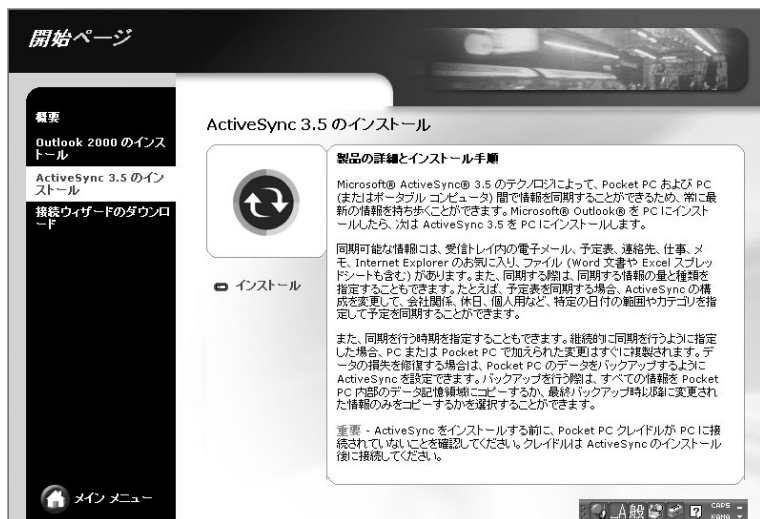 開始ページ
概要
Outlook 2000 のインス
トール
ActiveSync 3.5 のイン
ストール
接続ウィザードのダウンロ
ード
メイン メニュー
ActiveSync 3.5 のインストール
インストール
製品の詳細とインストール手順
Microsoft® ActiveSync® 3.5 のテクノロジによって、Pocket PC および PC
(またはポータブル コンピュータ) 間で情報を同期することができるため、常に最
新の情報を持ち歩くことができます。Microsoft® Outlook® を PC にインスト
ールしたら、次は ActiveSync 3.5 を PC にインストールします。
同期可能な情報には、受信トレイ内の電子メール、予定表、連絡先、仕事、メ
モ、Internet Explorer のお気に入り、ファイル (Word 文書や Excel スプレッ
ドシートも含む) があります。また、同期する際は、同期する情報の量と種類を
指定することもできます。たとえば、予定表を同期する場合、ActiveSync の構
成を変更して、会社関係、休日、個人用など、特定の日付の範囲やカテゴリを指
定して予定を同期することができます。
また、同期を行う時期を指定することもできます。継続的に同期を行うように指定
した場合、PC または Pocket PC で加えられた変更はすぐに複製されます。デ
ータの損失を修復する場合は、Pocket PC のデータをバックアップするように
ActiveSync を設定できます。バックアップを行う際は、すべての情報を Pocket
PC 内部のデータ記憶領域にコピーするか、最終バックアップ時以降に変更され
た情報のみをコピーするかを選択することができます。
重要 - ActiveSync をインストールする前に、Pocket PC クレイドルが PC に接
続されていないことを確認してください。クレイドルは ActiveSync のインストール
後に接続してください。
A 般
CAPS
KANA